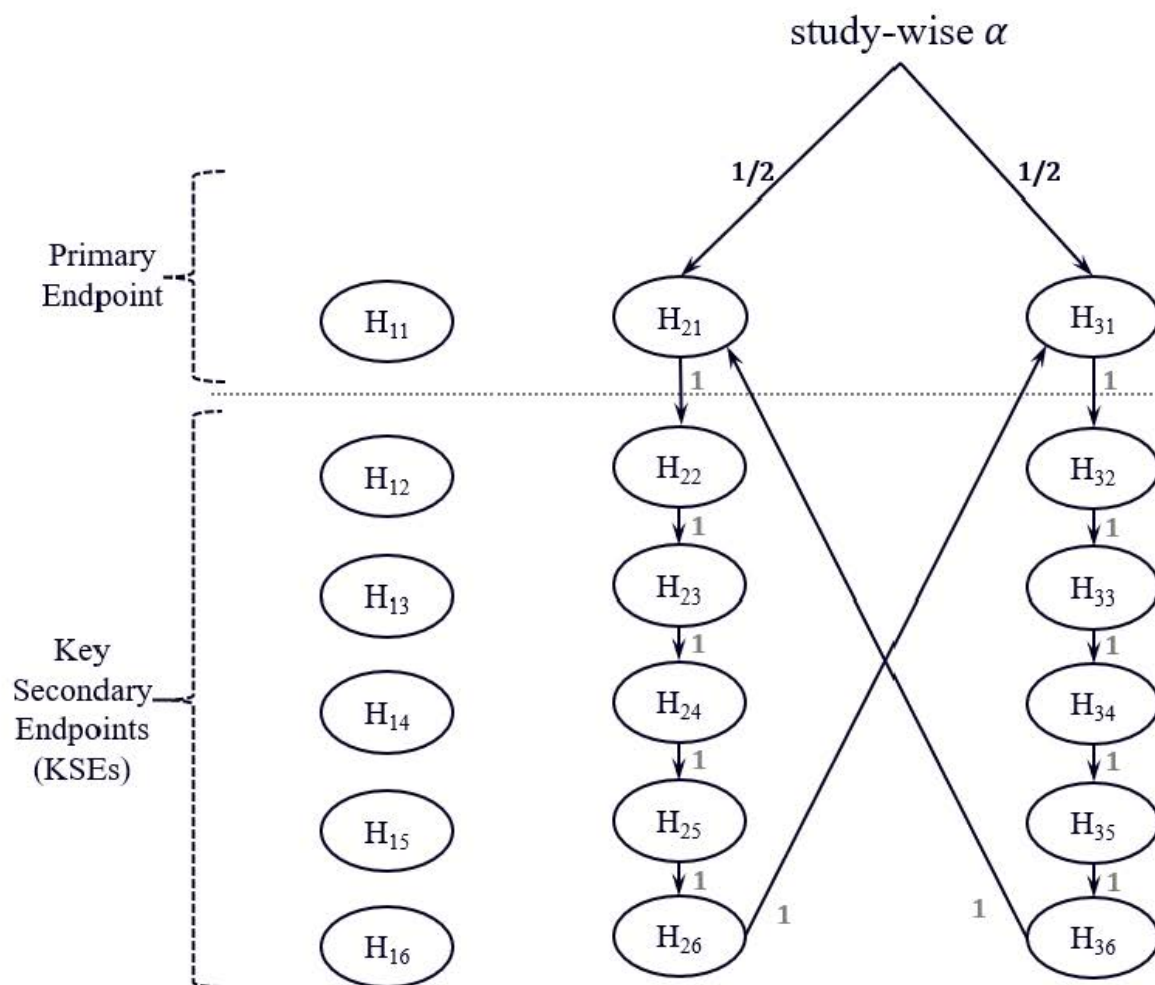 study-wise α
1/2 1/2
Primary
Endpoint
H₁₁ H₂₁ H₃₁
1 1
H₁₂ H₂₂ H₃₂
1 1
H₁₃ H₂₃ H₃₃
1 1
Key
Secondary
Endpoints
(KSEs)
H₁₄ H₂₄ H₃₄
1 1
H₁₅ H₂₅ H₃₅
1 1
H₁₆ H₂₆ 1 1 H₃₆